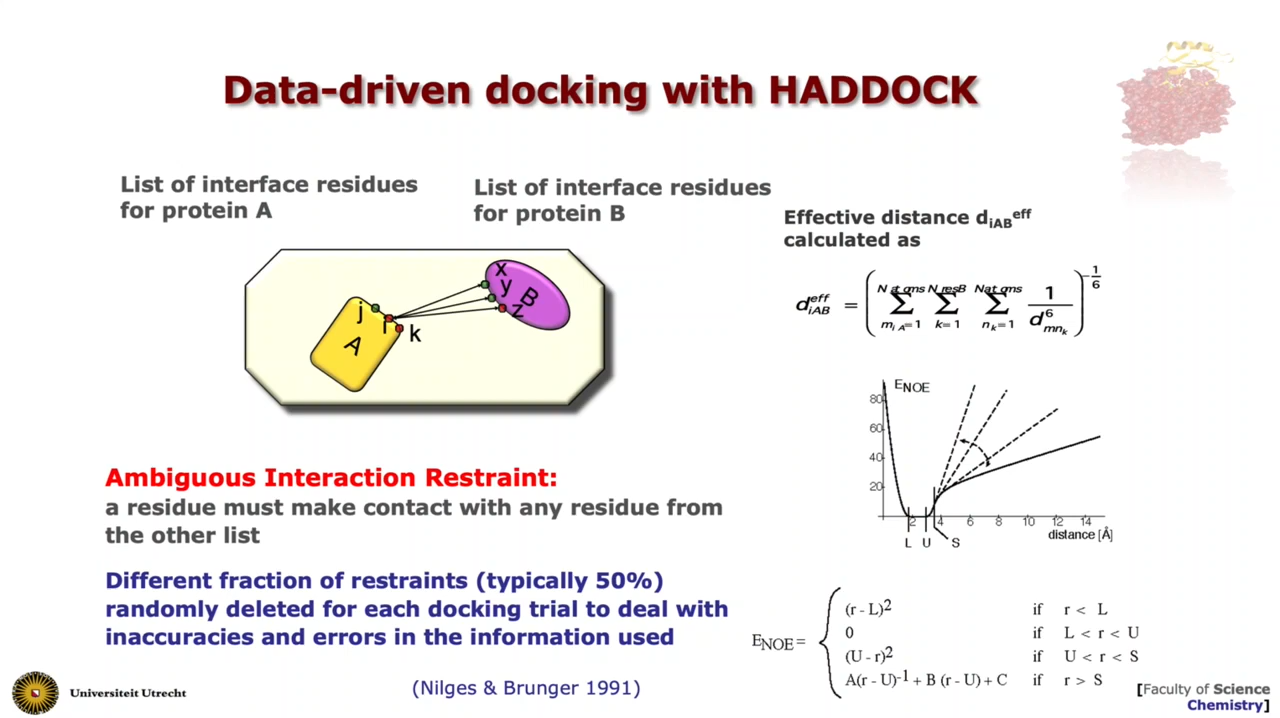 Data-driven docking with HADDOCK
List of interface residues
for protein A
List of interface residues
for protein B
x
y
z
B
j
i
k
A
Effective distance d_iAB^eff
calculated as
d_iAB^eff = ( Σ_{m_iA=1}^{Natoms} Σ_{k=1}^{NresB} Σ_{n_k=1}^{Natoms} 1 / d_{mn_k}^6 )^{-1/6}
E_NOE
80
60
40
20
2 4 6 8 10 12 14
distance [Å]
L U S
Ambiguous Interaction Restraint:
a residue must make contact with any residue from
the other list
Different fraction of restraints (typically 50%)
randomly deleted for each docking trial to deal with
inaccuracies and errors in the information used
E_NOE =
(r - L)^2 if r < L
0 if L < r < U
(U - r)^2 if U < r < S
A(r - U)^-1 + B (r - U) + C if r > S
Universiteit Utrecht
(Nilges & Brunger 1991)
[Faculty of Science
Chemistry]